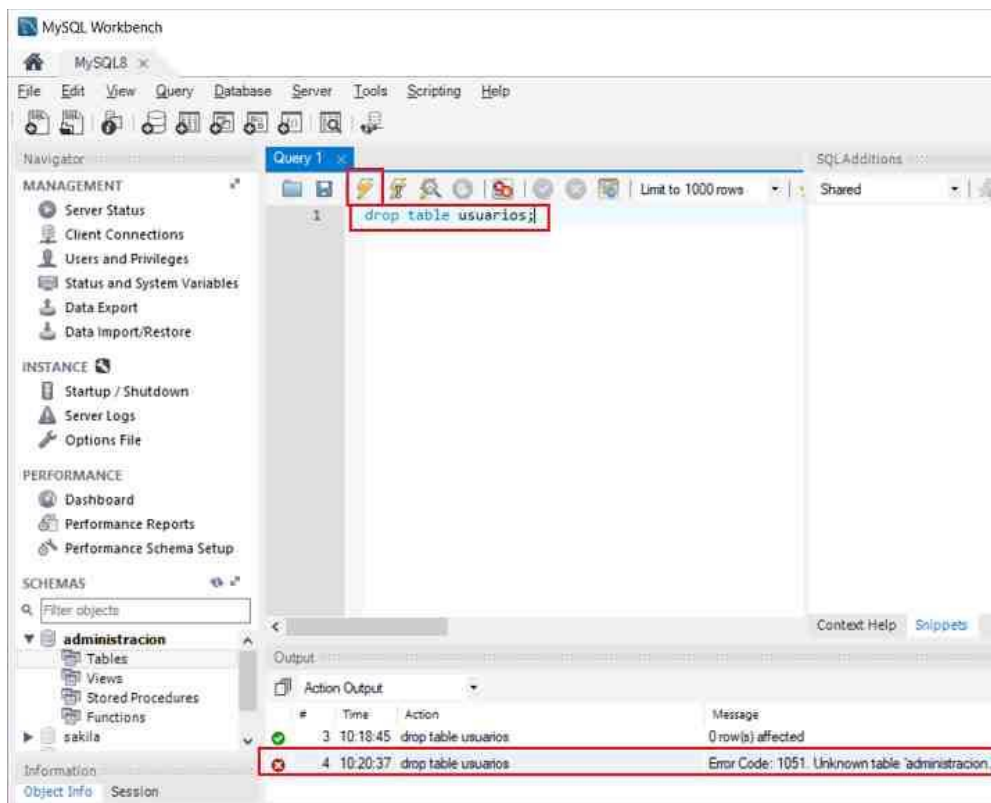 MySQL Workbench
MySQL8
File Edit View Query Database Server Tools Scripting Help
Navigator
MANAGEMENT
Server Status
Client Connections
Users and Privileges
Status and System Variables
Data Export
Data Import/Restore
INSTANCE
Startup / Shutdown
Server Logs
Options File
PERFORMANCE
Dashboard
Performance Reports
Performance Schema Setup
SCHEMAS
Filter objects
administracion
Tables
Views
Stored Procedures
Functions
sakila
Information
Object Info Session
Query 1
Limit to 1000 rows
1 drop table usuarios;
SQLAdditions
Shared
Context Help Snippets
Output
Action Output
# Time Action Message
3 10:18:45 drop table usuarios 0 row(s) affected
4 10:20:37 drop table usuarios Error Code: 1051. Unknown table 'administracion.